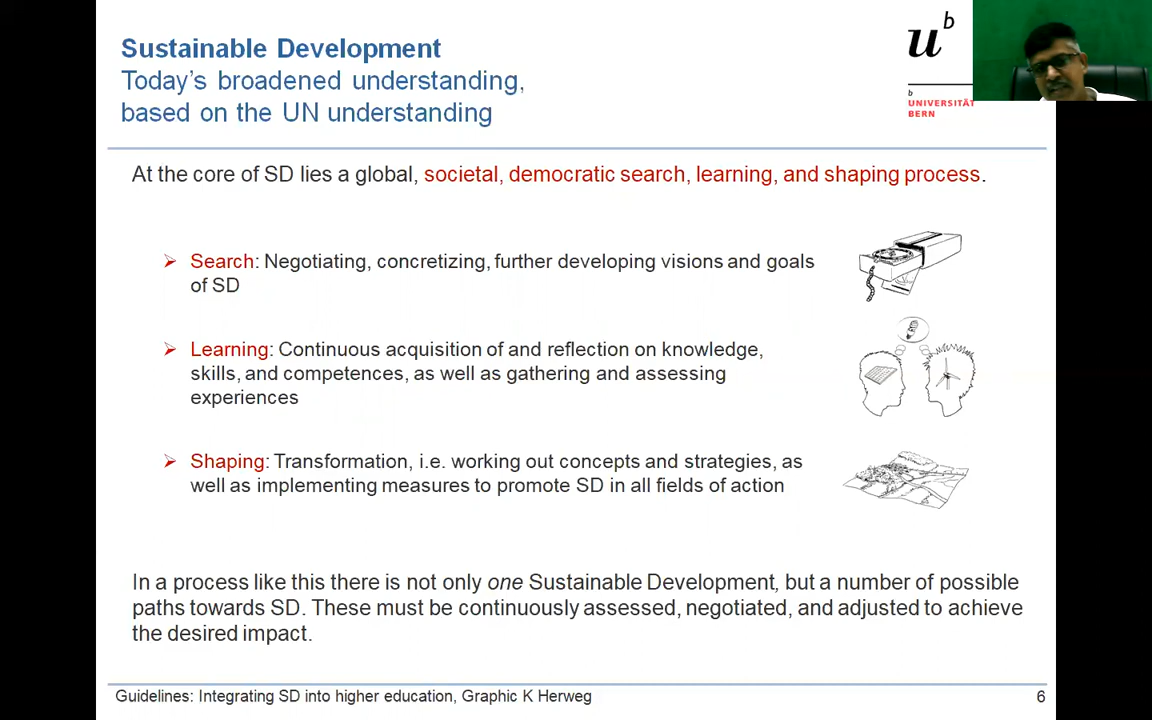 Sustainable Development
Today's broadened understanding,
based on the UN understanding
u b
b
UNIVERSITÄT
BERN
At the core of SD lies a global, societal, democratic search, learning, and shaping process.
Search: Negotiating, concretizing, further developing visions and goals
of SD
Learning: Continuous acquisition of and reflection on knowledge,
skills, and competences, as well as gathering and assessing
experiences
Shaping: Transformation, i.e. working out concepts and strategies, as
well as implementing measures to promote SD in all fields of action
In a process like this there is not only one Sustainable Development, but a number of possible
paths towards SD. These must be continuously assessed, negotiated, and adjusted to achieve
the desired impact.
Guidelines: Integrating SD into higher education, Graphic K Herweg
6